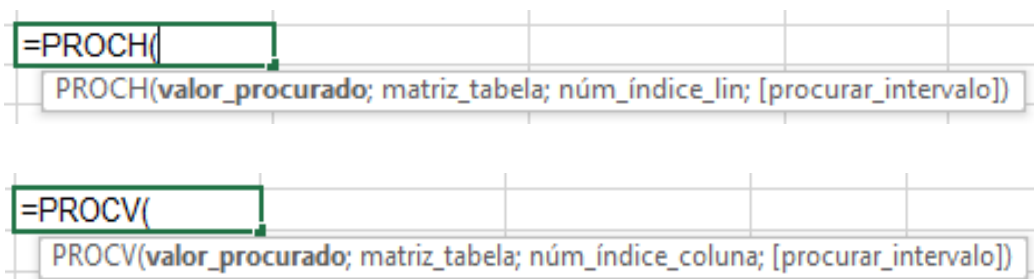 =PROCH(
PROCH(valor_procurado; matriz_tabela; núm_índice_lin; [procurar_intervalo])
=PROCV(
PROCV(valor_procurado; matriz_tabela; núm_índice_coluna; [procurar_intervalo])